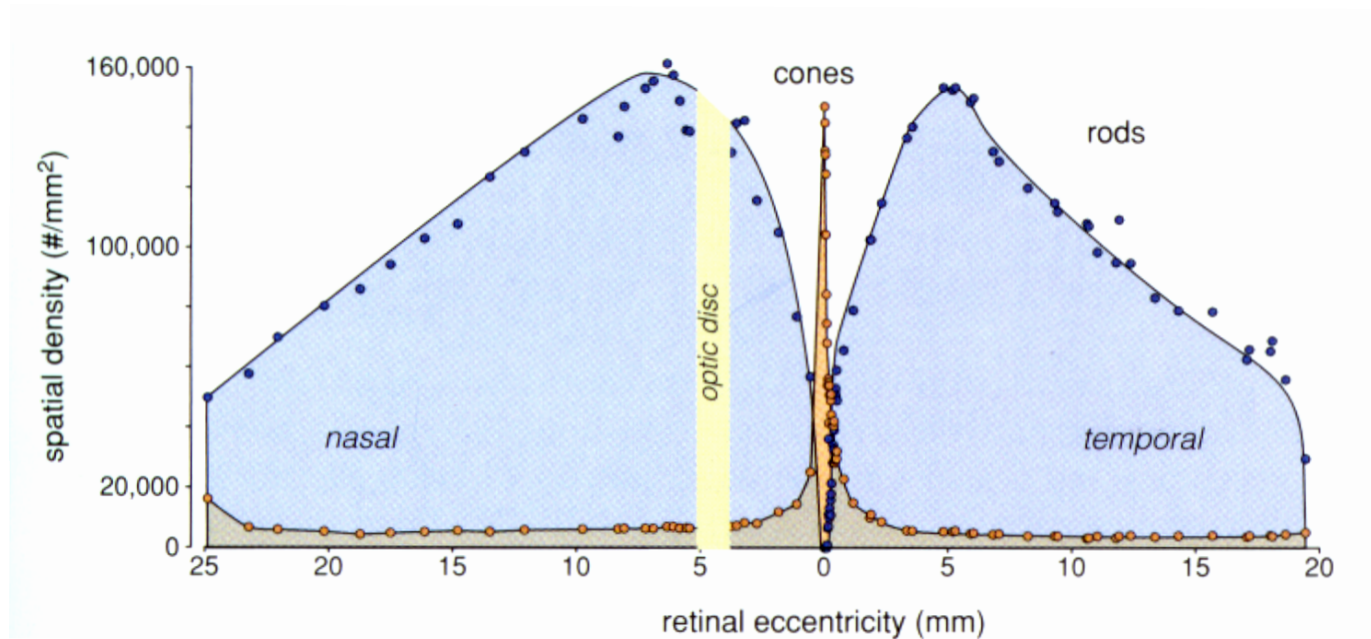 160,000
cones
rods
100,000
spatial density (#/mm²)
optic disc
nasal
temporal
20,000
0
25 20 15 10 5 0 5 10 15 20
retinal eccentricity (mm)